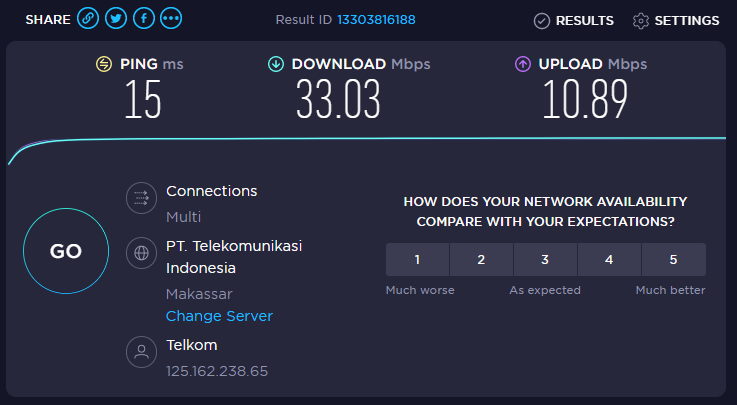 SHARE
Result ID 13303816188
RESULTS
SETTINGS
PING ms
15
DOWNLOAD Mbps
33.03
UPLOAD Mbps
10.89
GO
Connections
Multi
PT. Telekomunikasi
Indonesia
Makassar
Change Server
Telkom
125.162.238.65
HOW DOES YOUR NETWORK AVAILABILITY
COMPARE WITH YOUR EXPECTATIONS?
1 2 3 4 5
Much worse As expected Much better